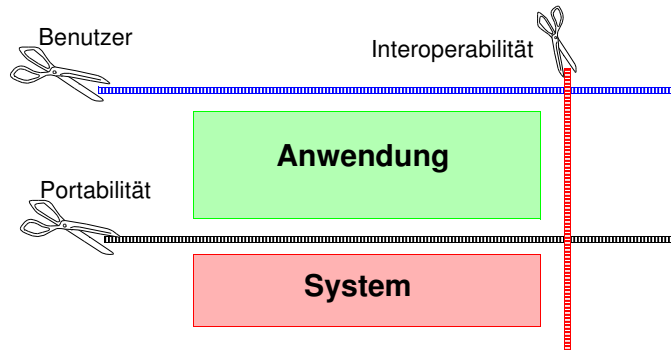 Benutzer
Interoperabilität
Anwendung
Portabilität
System